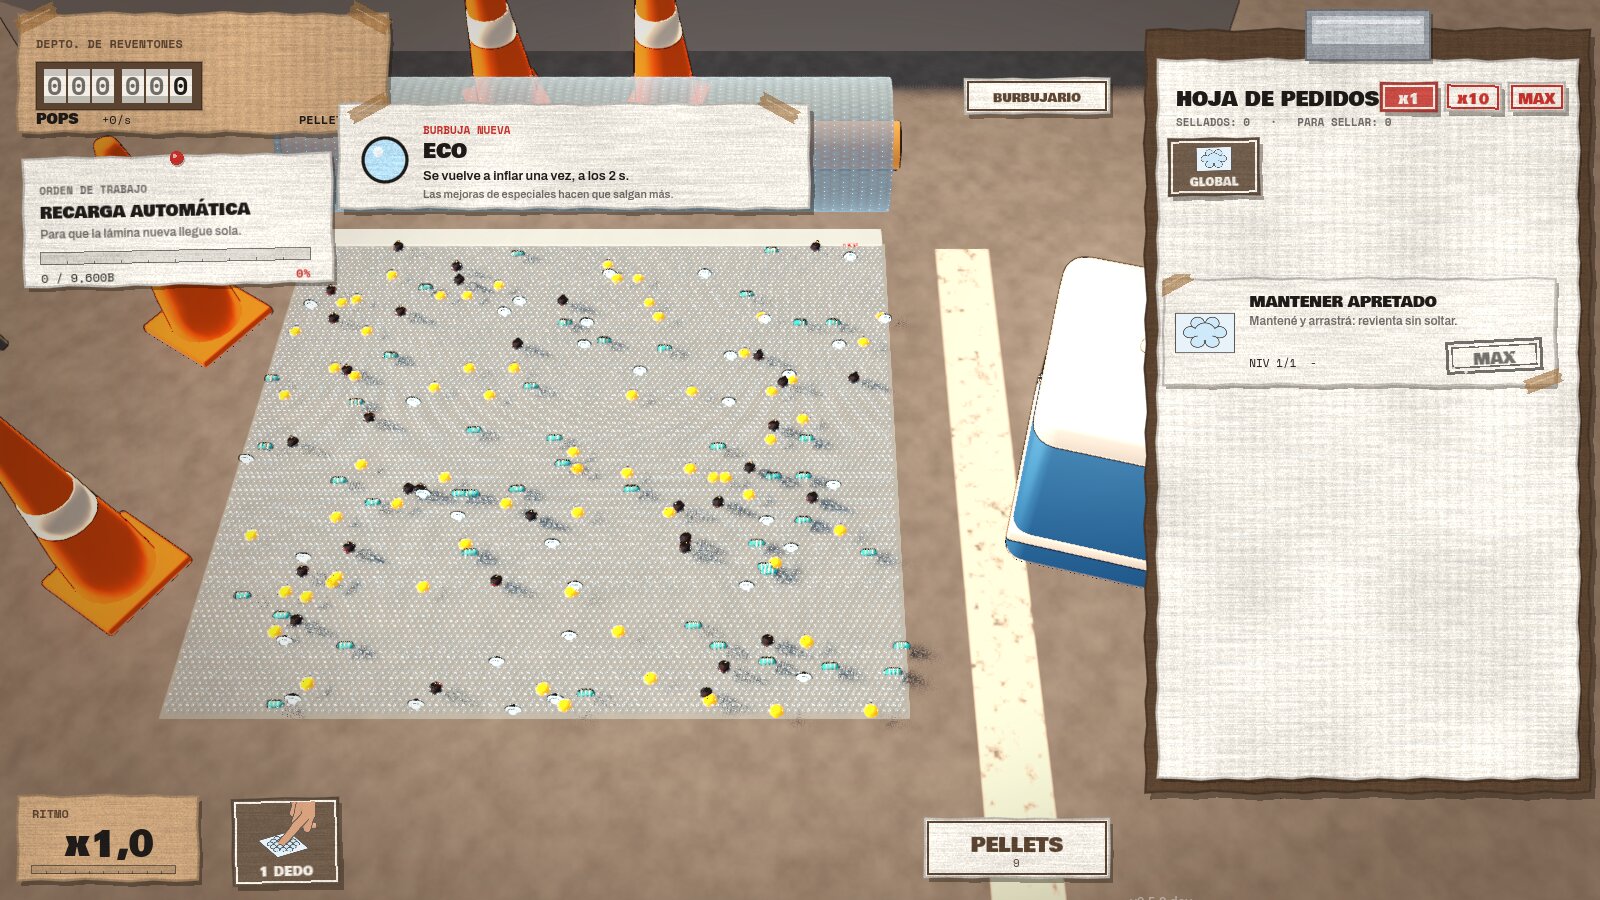 DEPTO. DE REVENTONES
000 000
POPS +0/s
ORDEN DE TRABAJO
RECARGA AUTOMÁTICA
Para que la lámina nueva llegue sola.
0 / 9.600B 0%
BURBUJA NUEVA
ECO
Se vuelve a inflar una vez, a los 2 s.
Las mejoras de especiales hacen que salgan más.
BURBUJARIO
HOJA DE PEDIDOS x1 x10 MAX
SELLADOS: 0 · PARA SELLAR: 0
GLOBAL
MANTENER APRETADO
Mantené y arrastrá: revienta sin soltar.
NIV 1/1 - MAX
RITMO
x1,0
1 DEDO
PELLETS
9